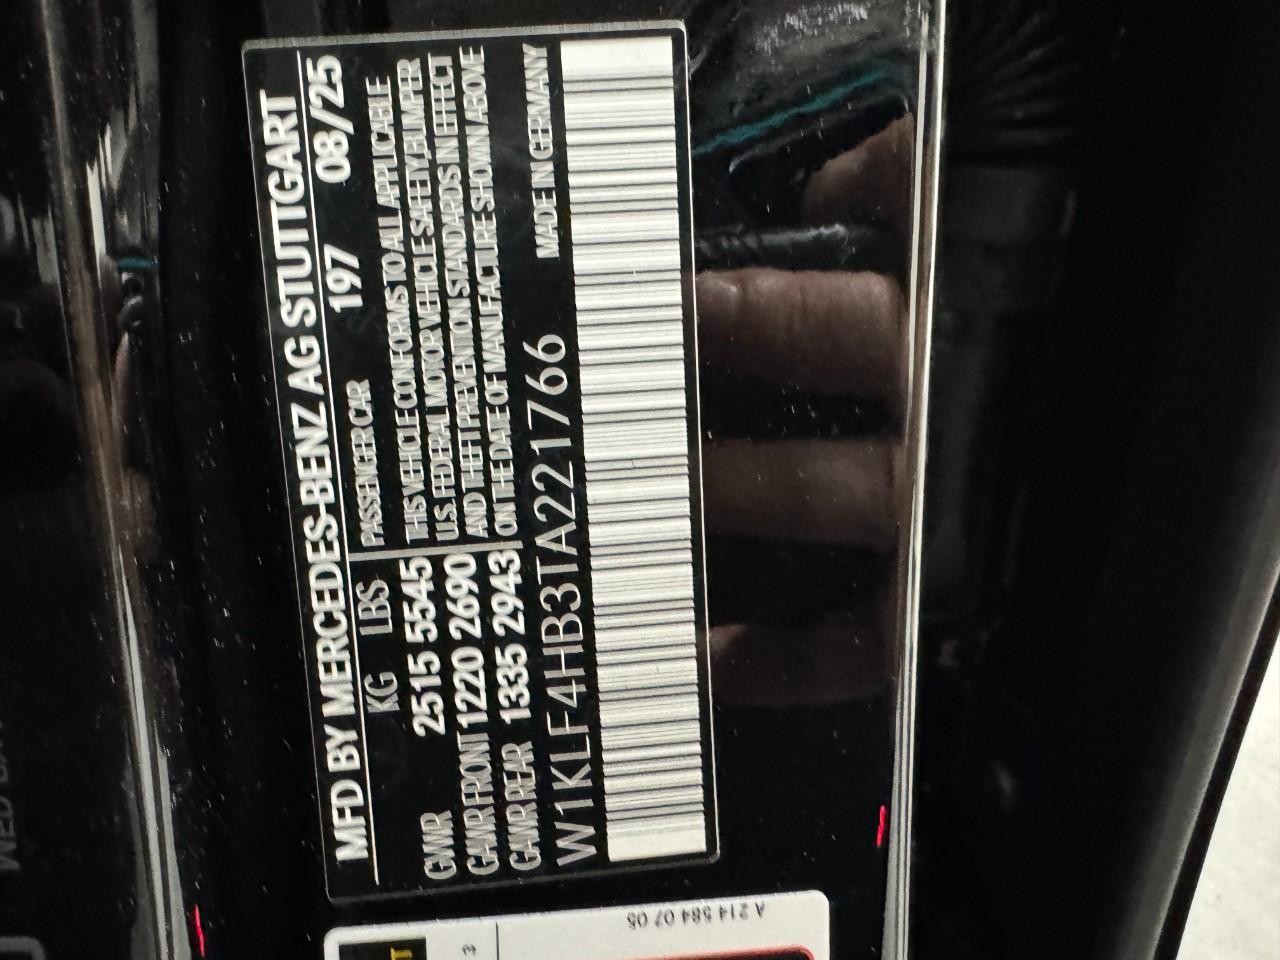 MFD BY MERCEDES-BENZ AG STUTTGART
KG LBS PASSENGER CAR 197 08/25
GVWR 2515 5545
GAWR FRONT 1220 2690
GAWR REAR 1335 2943
THIS VEHICLE CONFORMS TO ALL APPLICABLE
U.S. FEDERAL MOTOR VEHICLE SAFETY, BUMPER
AND THEFT PREVENTION STANDARDS IN EFFECT
ON THE DATE OF MANUFACTURE SHOWN ABOVE
W1KLF4HB3TA221766 MADE IN GERMANY
A 214 584 07 05